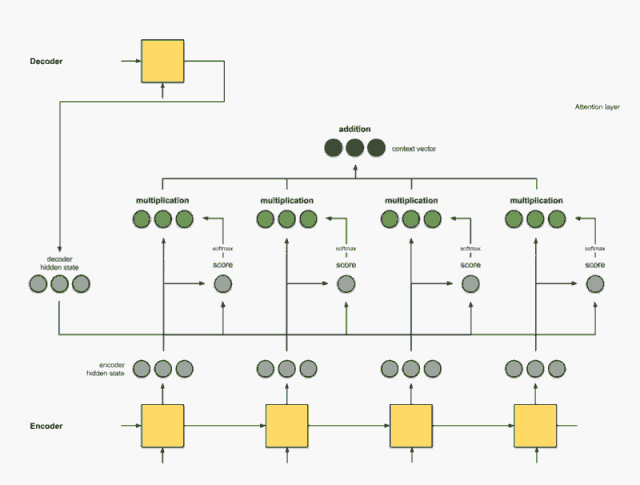 Decoder
Attention layer
addition
context vector
multiplication
multiplication
multiplication
multiplication
softmax
softmax
softmax
softmax
decoder
hidden state
score
score
score
score
encoder
hidden state
Encoder